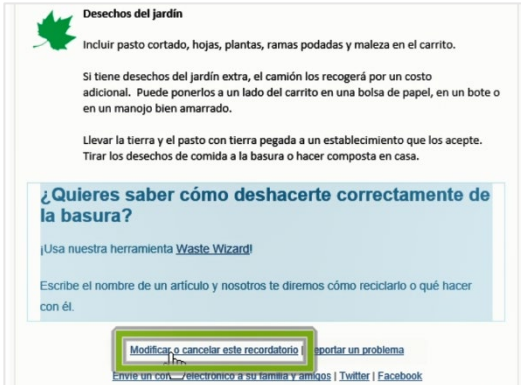 Desechos del jardín
Incluir pasto cortado, hojas, plantas, ramas podadas y maleza en el carrito.
Si tiene desechos del jardín extra, el camión los recogerá por un costo
adicional. Puede ponerlos a un lado del carrito en una bolsa de papel, en un bote o
en un manojo bien amarrado.
Llevar la tierra y el pasto con tierra pegada a un establecimiento que los acepte.
Tirar los desechos de comida a la basura o hacer composta en casa.
¿Quieres saber cómo deshacerte correctamente de
la basura?
¡Usa nuestra herramienta Waste Wizard!
Escribe el nombre de un artículo y nosotros te diremos cómo reciclarlo o qué hacer
con él.
Modificar o cancelar este recordatorio | eportar un problema
Envíe un electrónico a su familia y amigos | Twitter | Facebook